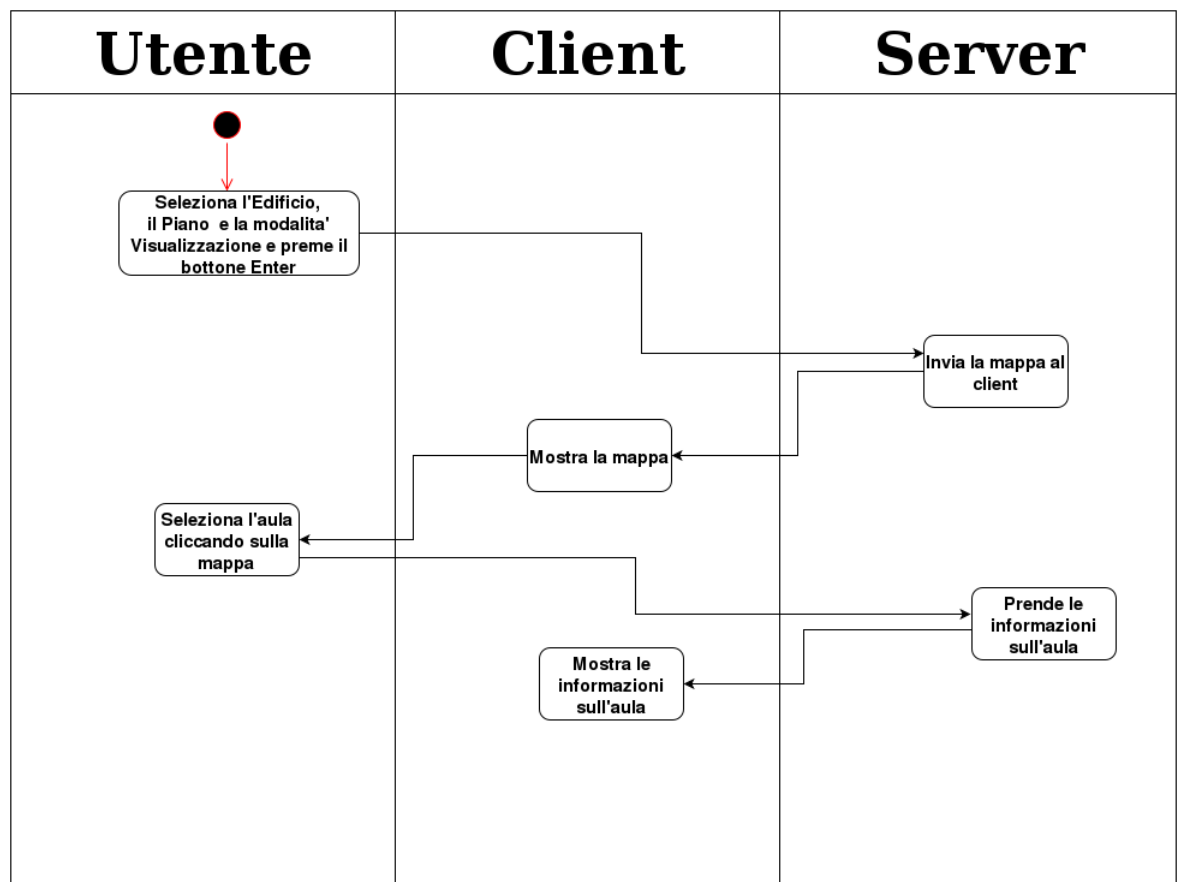 Utente
Client
Server
Seleziona l'Edificio,
il Piano e la modalita'
Visualizzazione e preme il
bottone Enter
Invia la mappa al
client
Mostra la mappa
Seleziona l'aula
cliccando sulla
mappa
Prende le
informazioni
sull'aula
Mostra le
informazioni
sull'aula